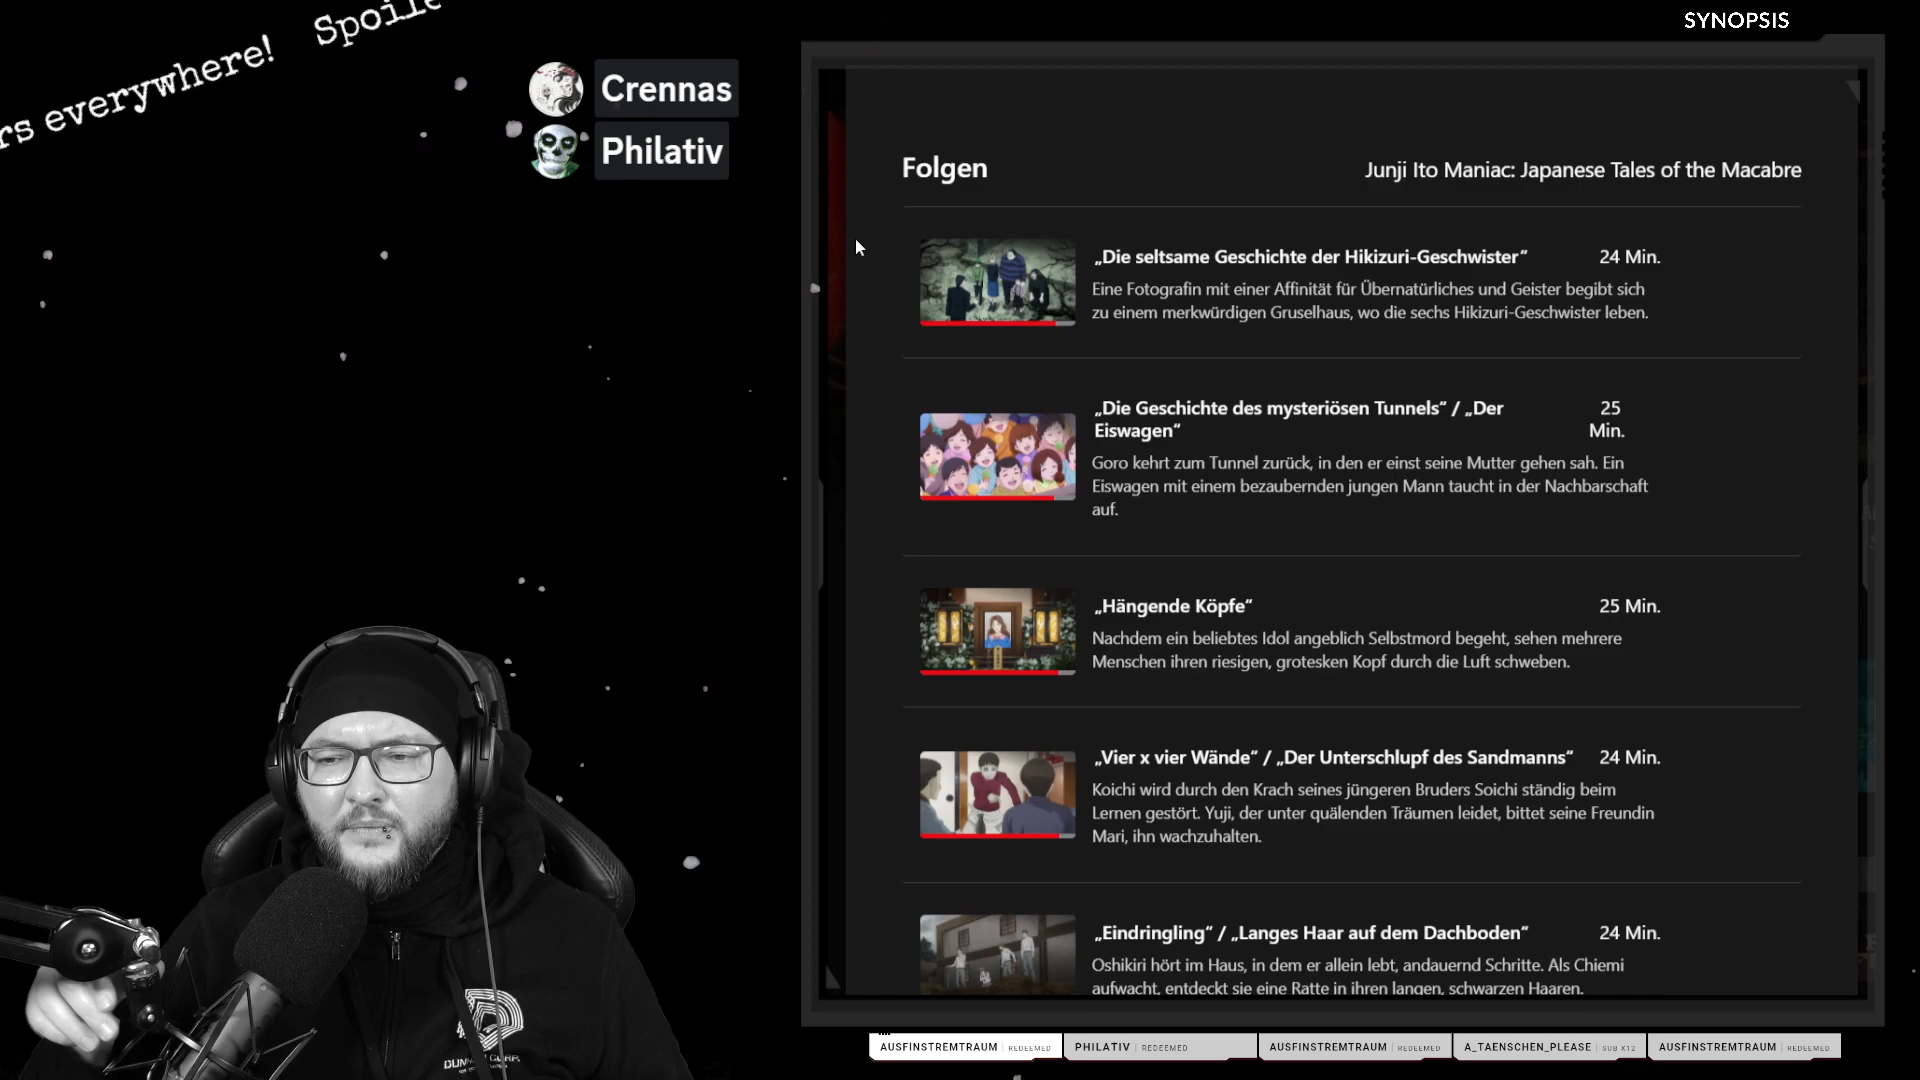 SYNOPSIS
rs everywhere! Spoile
Crennas
Philativ
Folgen
Junji Ito Maniac: Japanese Tales of the Macabre
„Die seltsame Geschichte der Hikizuri-Geschwister“ 24 Min.
Eine Fotografin mit einer Affinität für Übernatürliches und Geister begibt sich
zu einem merkwürdigen Gruselhaus, wo die sechs Hikizuri-Geschwister leben.
„Die Geschichte des mysteriösen Tunnels“ / „Der 25
Eiswagen“ Min.
Goro kehrt zum Tunnel zurück, in den er einst seine Mutter gehen sah. Ein
Eiswagen mit einem bezaubernden jungen Mann taucht in der Nachbarschaft
auf.
„Hängende Köpfe“ 25 Min.
Nachdem ein beliebtes Idol angeblich Selbstmord begeht, sehen mehrere
Menschen ihren riesigen, grotesken Kopf durch die Luft schweben.
„Vier x vier Wände“ / „Der Unterschlupf des Sandmanns“ 24 Min.
Koichi wird durch den Krach seines jüngeren Bruders Soichi ständig beim
Lernen gestört. Yuji, der unter quälenden Träumen leidet, bittet seine Freundin
Mari, ihn wachzuhalten.
„Eindringling“ / „Langes Haar auf dem Dachboden“ 24 Min.
Oshikiri hört im Haus, in dem er allein lebt, andauernd Schritte. Als Chiemi
aufwacht, entdeckt sie eine Ratte in ihren langen, schwarzen Haaren.
AUSFINSTREMTRAUM REDEEMED
PHILATIV REDEEMED
AUSFINSTREMTRAUM REDEEMED
A_TAENSCHEN_PLEASE SUB X12
AUSFINSTREMTRAUM REDEEMED